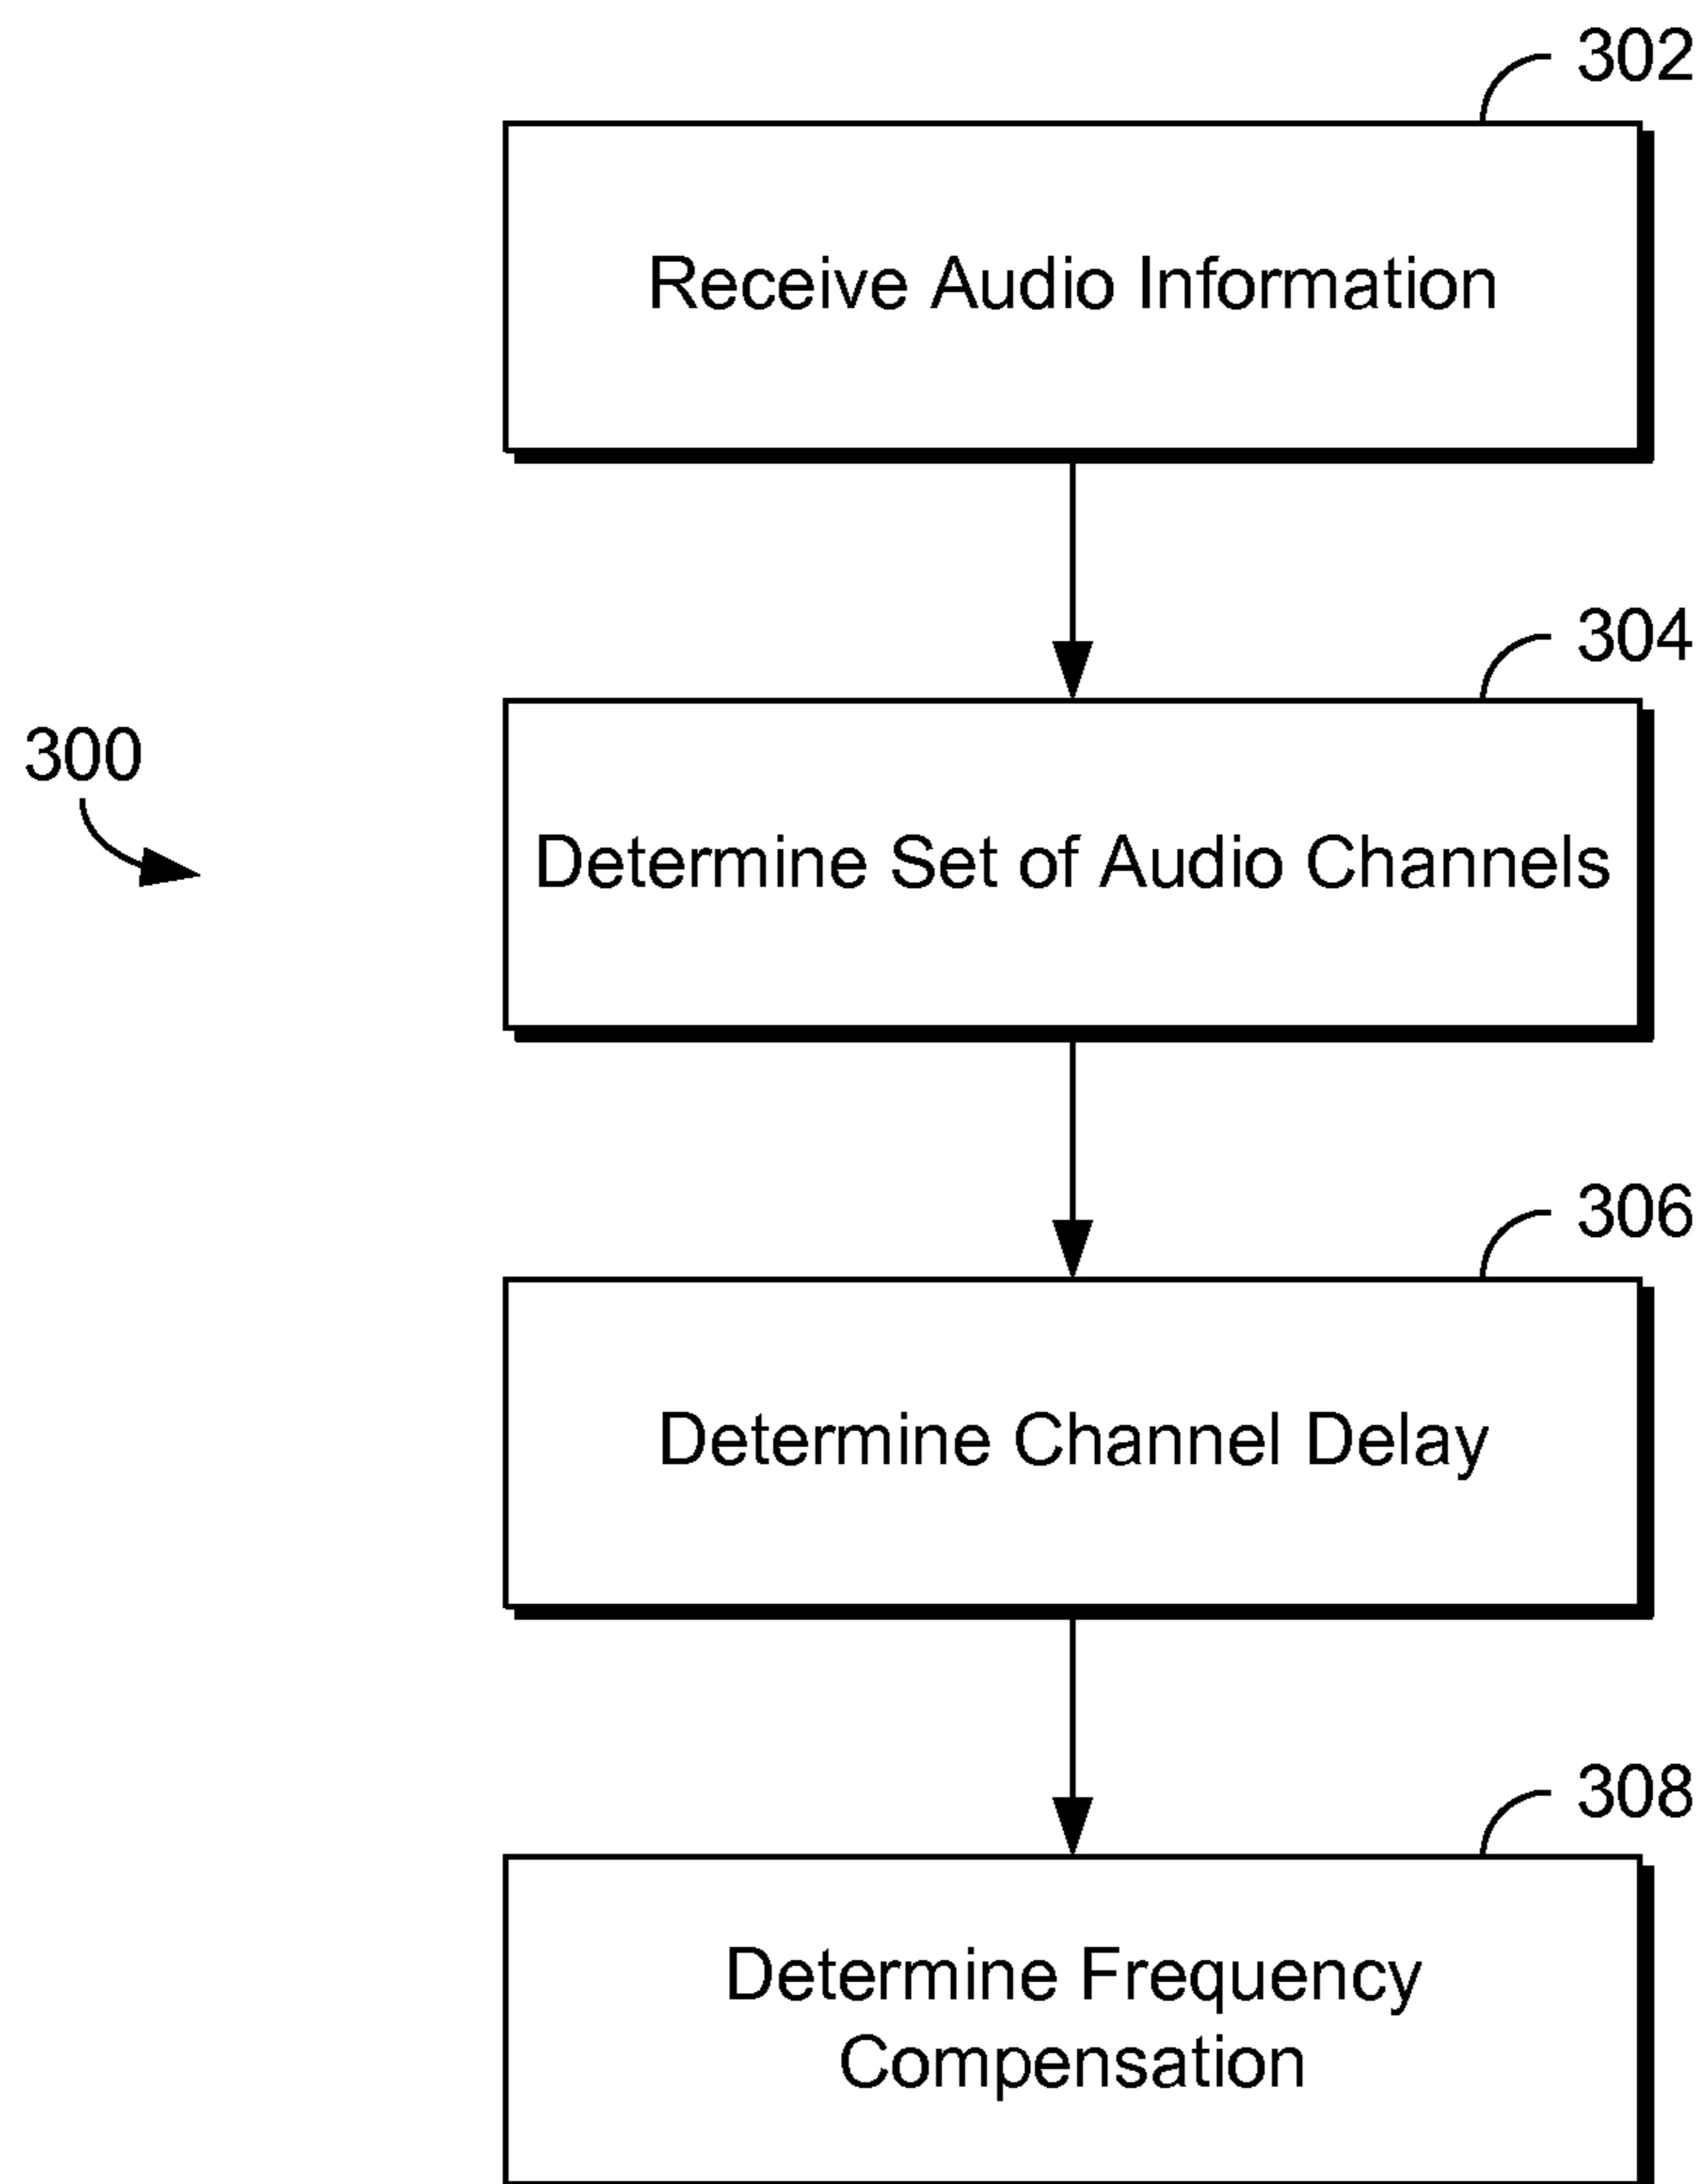 302
Receive Audio Information
304
300
Determine Set of Audio Channels
306
Determine Channel Delay
308
Determine Frequency
Compensation